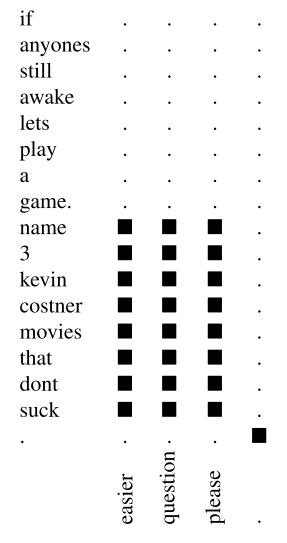 if
anyones
still
awake
lets
play
a
game.
name
3
kevin
costner
movies
that
dont
suck
.
easier
question
please
.